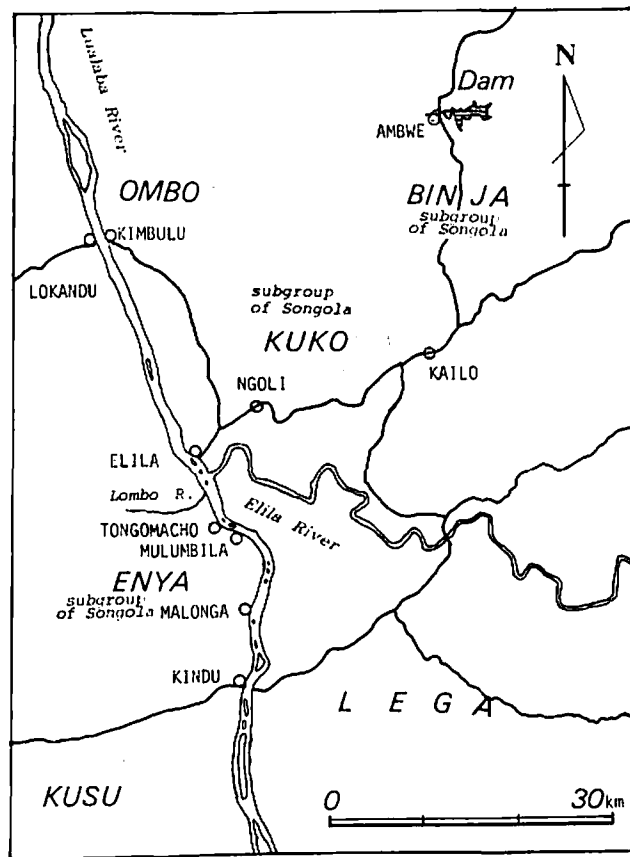 Lualaba River
N
Dam
AMBWE
OMBO
BINJA
subgroup
of Songola
KIMBULU
LOKANDU
subgroup
of Songola
KUKO
KAILO
NGOLI
ELILA
Lombo R.
Elila River
TONGOMACHO
MULUMBILA
ENYA
subgroup
of Songola
MALONGA
KINDU
LEGA
KUSU
0 30km